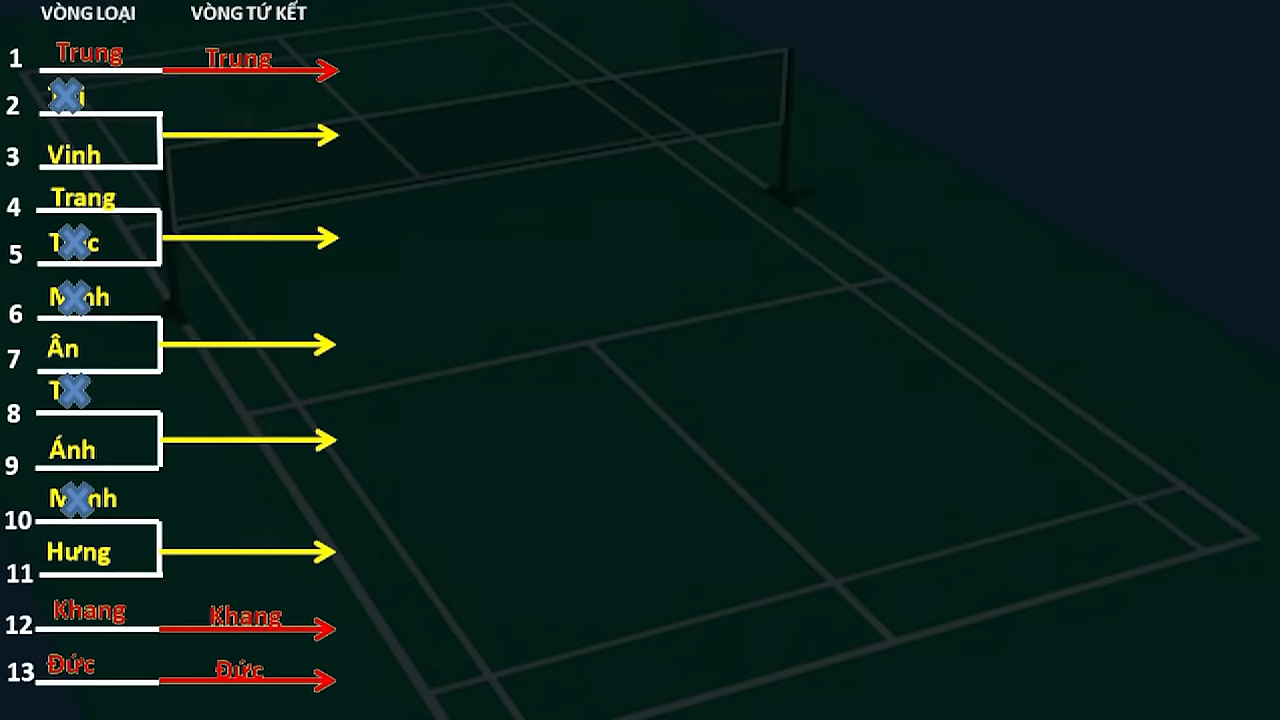 VÒNG LOẠI VÒNG TỨ KẾT
1 Trung Trung
2
3 Vinh
4 Trang
5
6
7 Ân
8
9 Ánh
10
11 Hưng
12 Khang Khang
13 Đức Đức